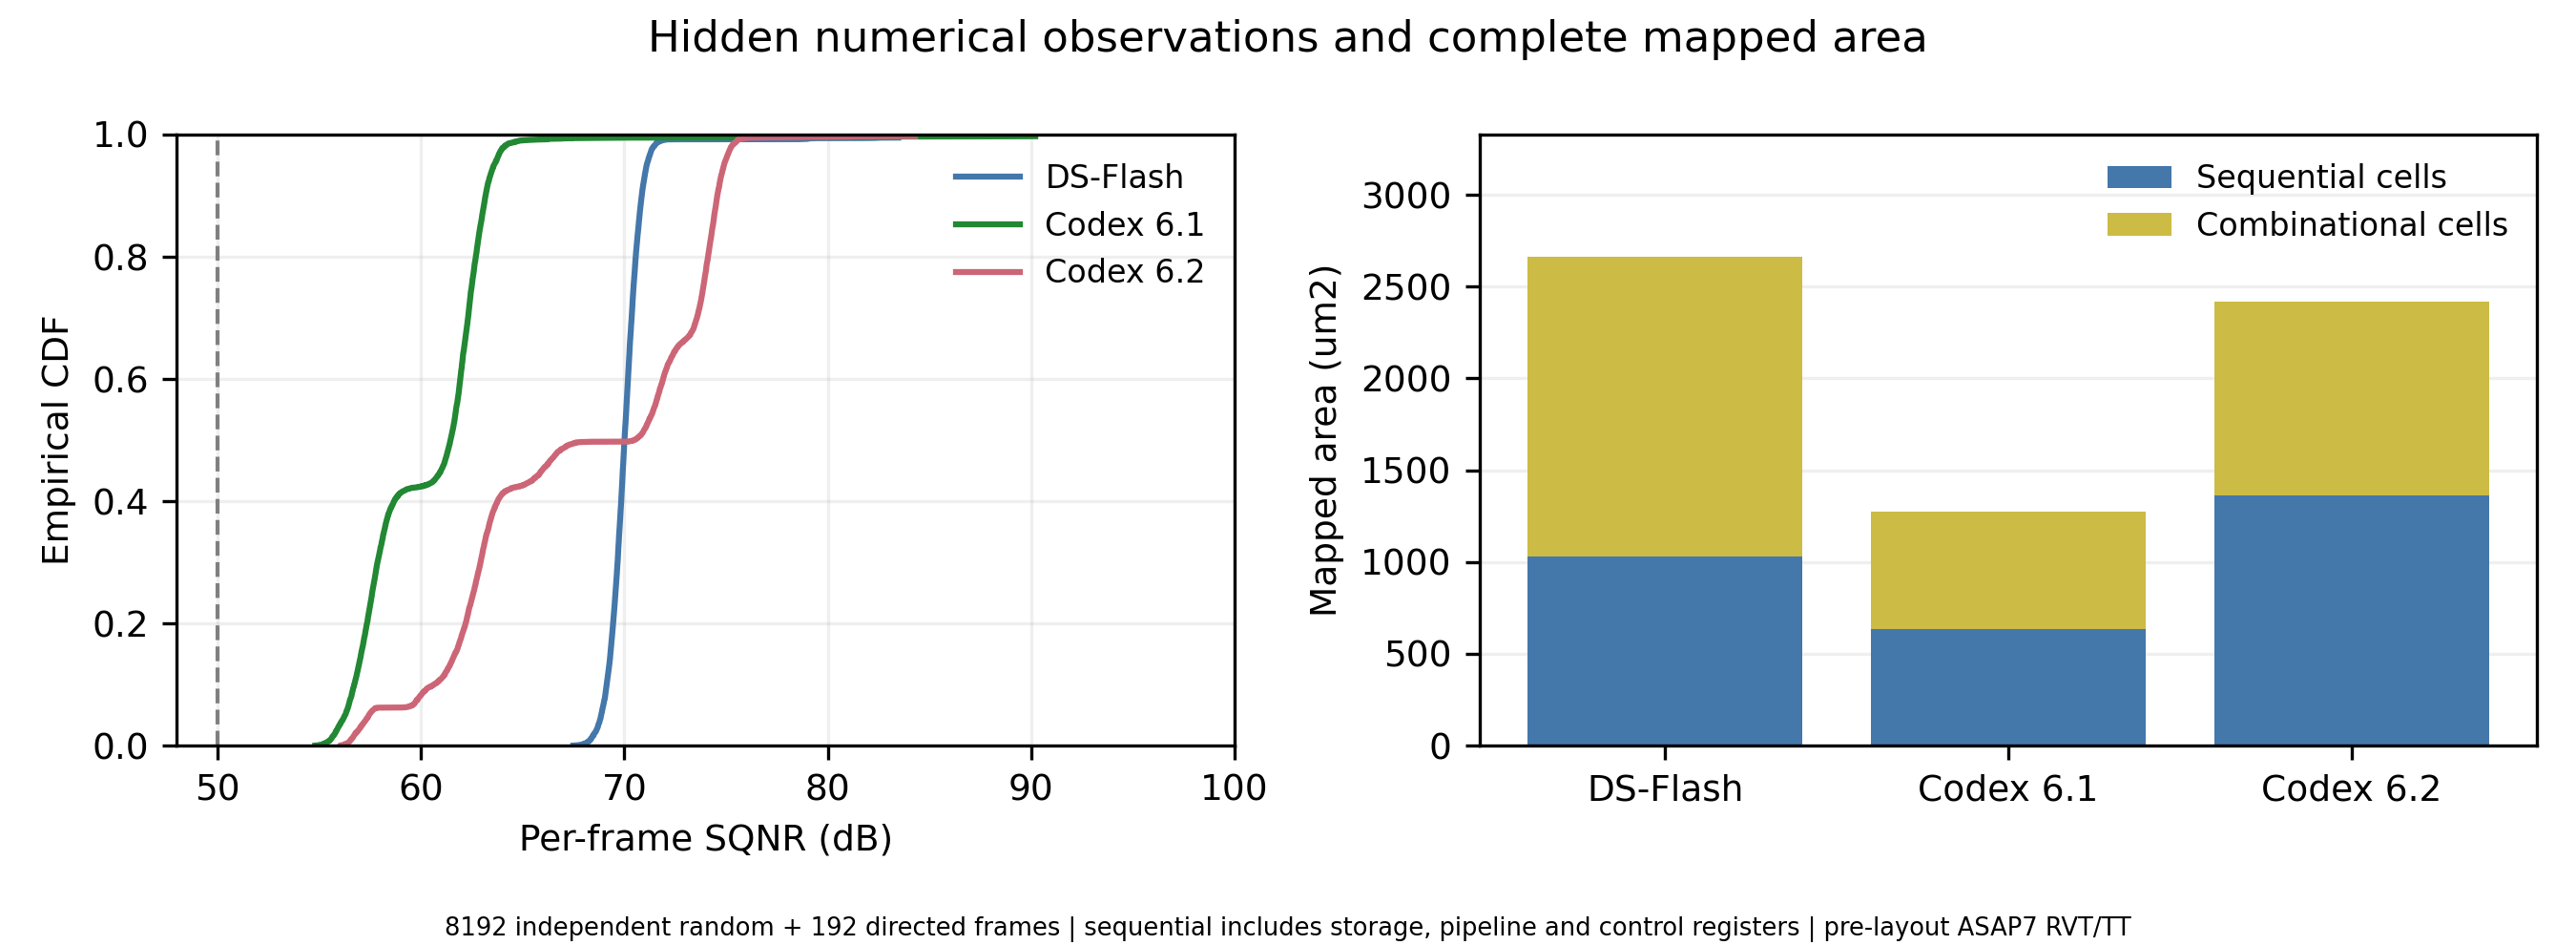 Hidden numerical observations and complete mapped area
1.0
0.8
0.6
0.4
0.2
0.0
Empirical CDF
50
60
70
80
90
100
Per-frame SQNR (dB)
DS-Flash
Codex 6.1
Codex 6.2
3000
2500
2000
1500
1000
500
0
Mapped area (um2)
Sequential cells
Combinational cells
DS-Flash
Codex 6.1
Codex 6.2
8192 independent random + 192 directed frames | sequential includes storage, pipeline and control registers | pre-layout ASAP7 RVT/TT